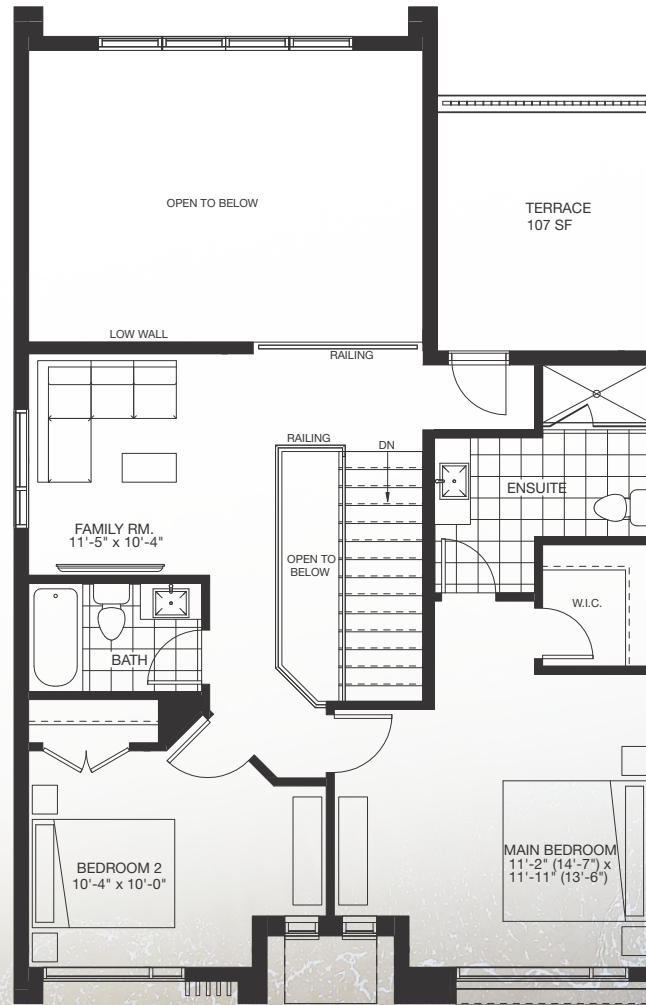 OPEN TO BELOW
TERRACE
107 SF
LOW WALL
RAILING
RAILING
DN
ENSUITE
FAMILY RM.
11'-5" x 10'-4"
OPEN TO
BELOW
W.I.C.
BATH
MAIN BEDROOM
11'-2" (14'-7") x
11'-11" (13'-6")
BEDROOM 2
10'-4" x 10'-0"